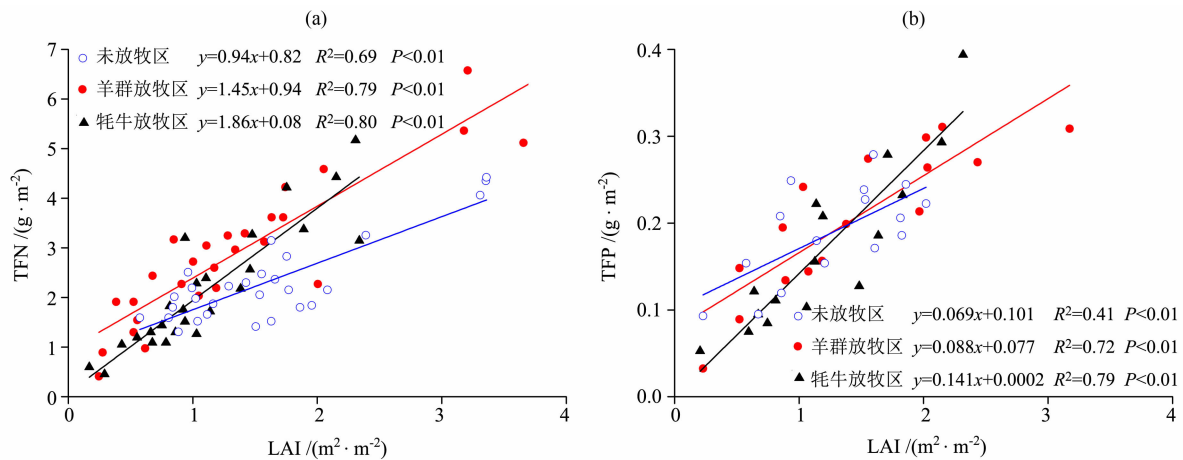 (a)
7
6
5
4
3
2
1
0
TFN /(g · m-2)
未放牧区 y=0.94x+0.82 R²=0.69 P<0.01
羊群放牧区 y=1.45x+0.94 R²=0.79 P<0.01
牦牛放牧区 y=1.86x+0.08 R²=0.80 P<0.01
0 1 2 3 4
LAI /(m² · m-2)
(b)
0.4
0.3
0.2
0.1
0.0
TFP /(g · m-2)
未放牧区 y=0.069x+0.101 R²=0.41 P<0.01
羊群放牧区 y=0.088x+0.077 R²=0.72 P<0.01
牦牛放牧区 y=0.141x+0.0002 R²=0.79 P<0.01
0 1 2 3 4
LAI /(m² · m-2)